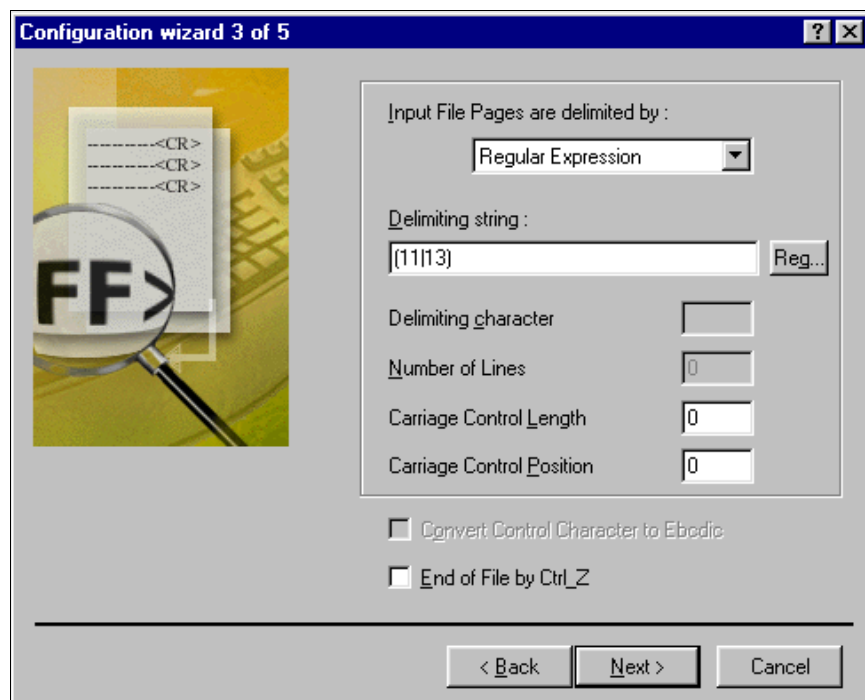 Configuration wizard 3 of 5
----------<CR>
----------<CR>
----------<CR>
FF>
Input File Pages are delimited by :
Regular Expression
Delimiting string :
(11|13)
Reg...
Delimiting character
Number of Lines
0
Carriage Control Length
0
Carriage Control Position
0
Convert Control Character to Ebcdic
End of File by Ctrl_Z
< Back
Next >
Cancel